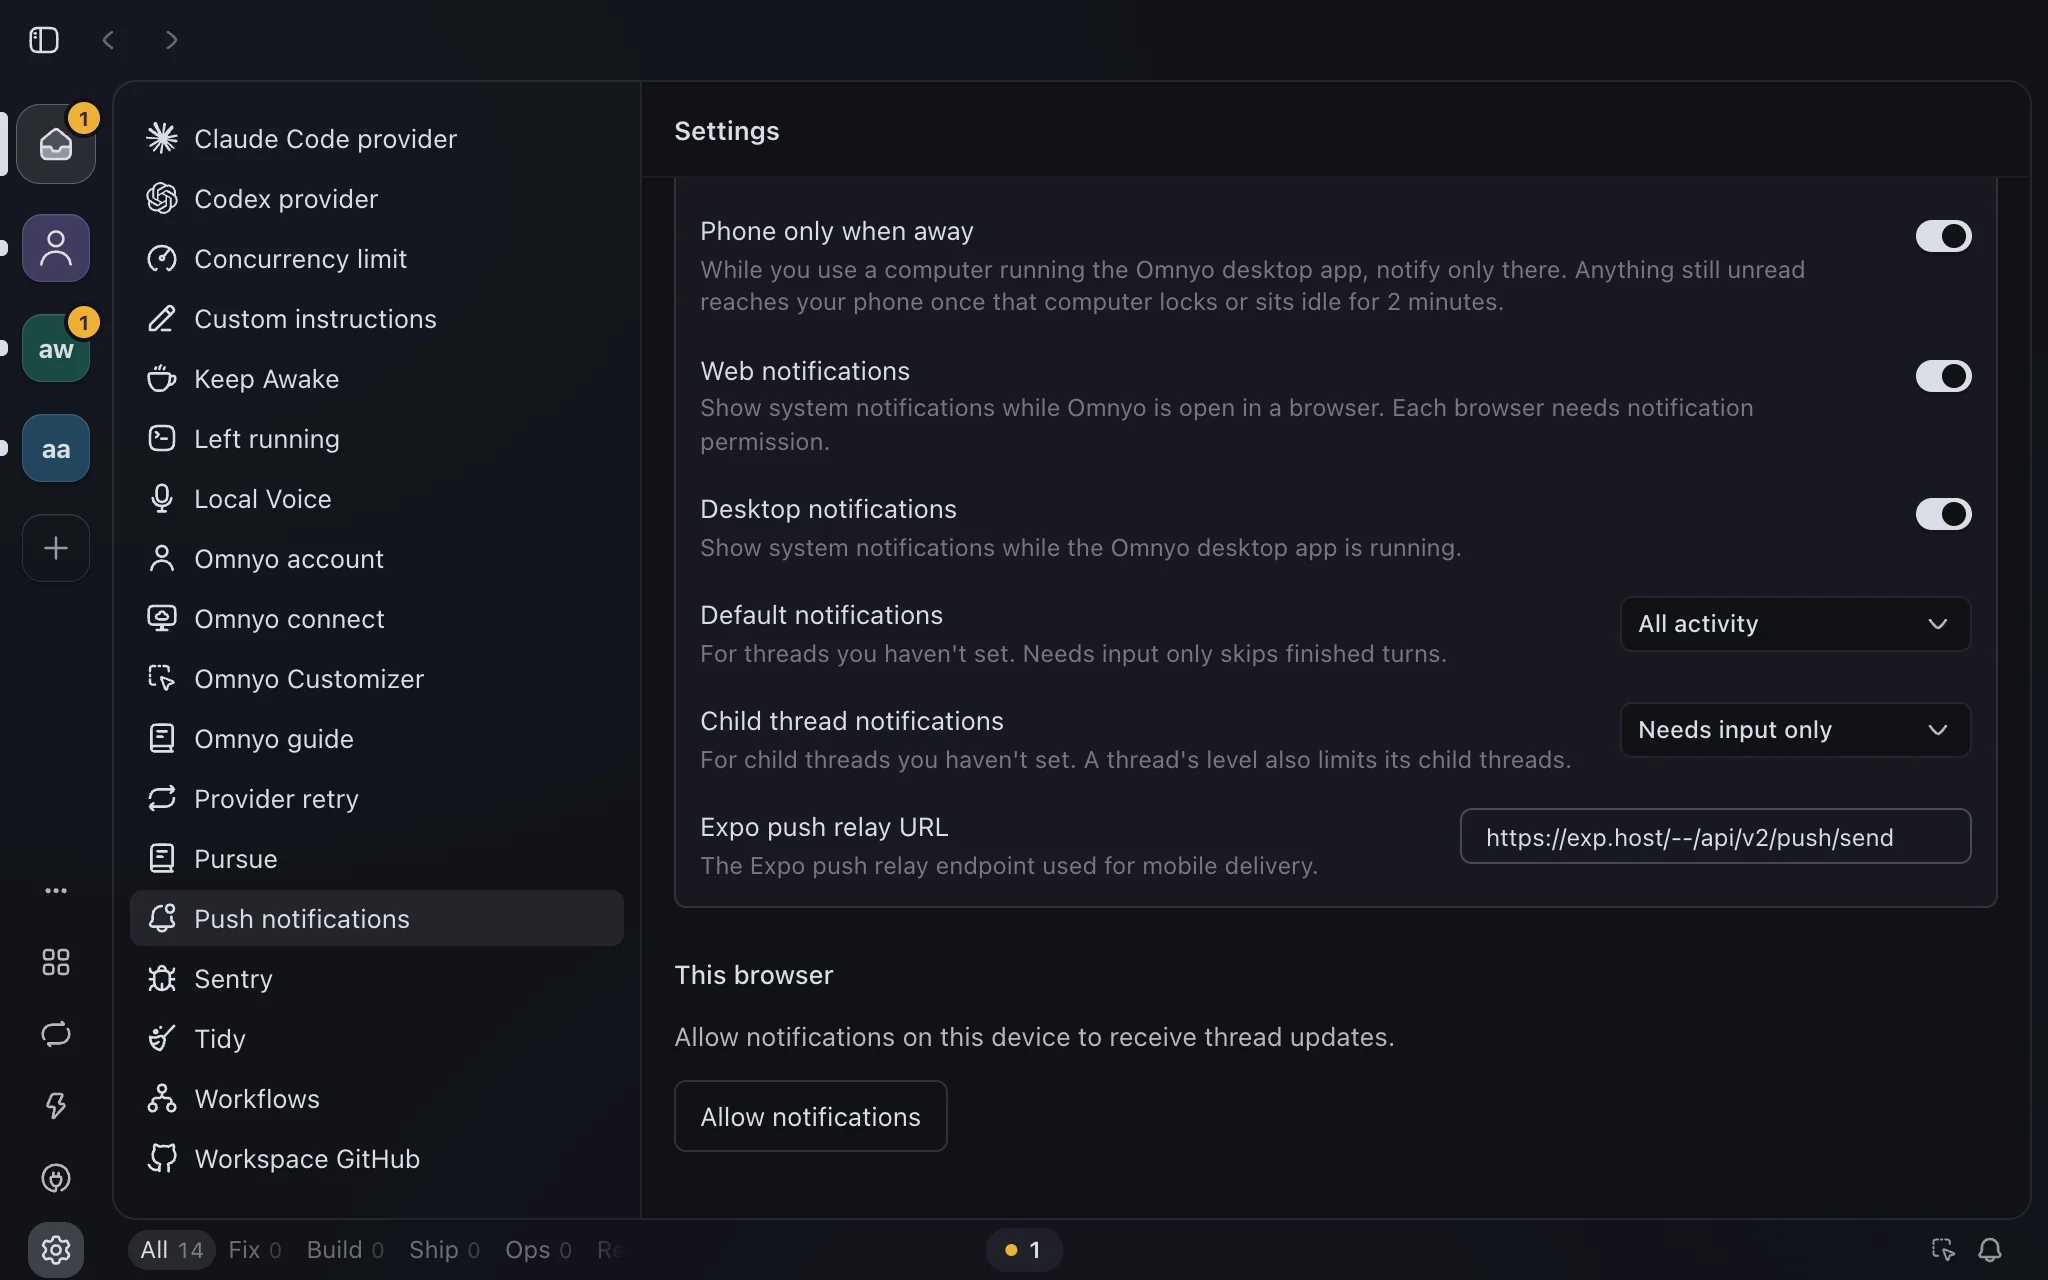 1
aw
1
aa
Claude Code provider
Codex provider
Concurrency limit
Custom instructions
Keep Awake
Left running
Local Voice
Omnyo account
Omnyo connect
Omnyo Customizer
Omnyo guide
Provider retry
Pursue
Push notifications
Sentry
Tidy
Workflows
Workspace GitHub
Settings
Phone only when away
While you use a computer running the Omnyo desktop app, notify only there. Anything still unread
reaches your phone once that computer locks or sits idle for 2 minutes.
Web notifications
Show system notifications while Omnyo is open in a browser. Each browser needs notification
permission.
Desktop notifications
Show system notifications while the Omnyo desktop app is running.
Default notifications
For threads you haven't set. Needs input only skips finished turns.
All activity
Child thread notifications
For child threads you haven't set. A thread's level also limits its child threads.
Needs input only
Expo push relay URL
The Expo push relay endpoint used for mobile delivery.
https://exp.host/--/api/v2/push/send
This browser
Allow notifications on this device to receive thread updates.
Allow notifications
All 14 Fix 0 Build 0 Ship 0 Ops 0 Re
1